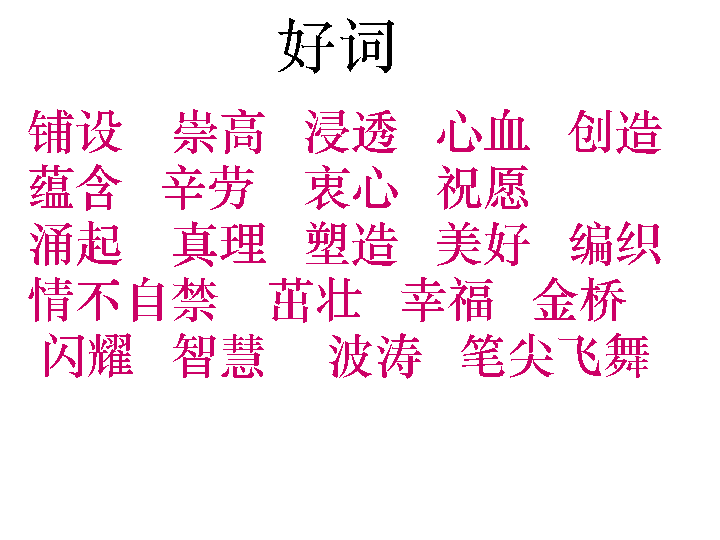 好词
铺设 崇高 浸透 心血 创造
蕴含 辛劳 衷心 祝愿
涌起 真理 塑造 美好 编织
情不自禁 茁壮 幸福 金桥
闪耀 智慧 波涛 笔尖飞舞